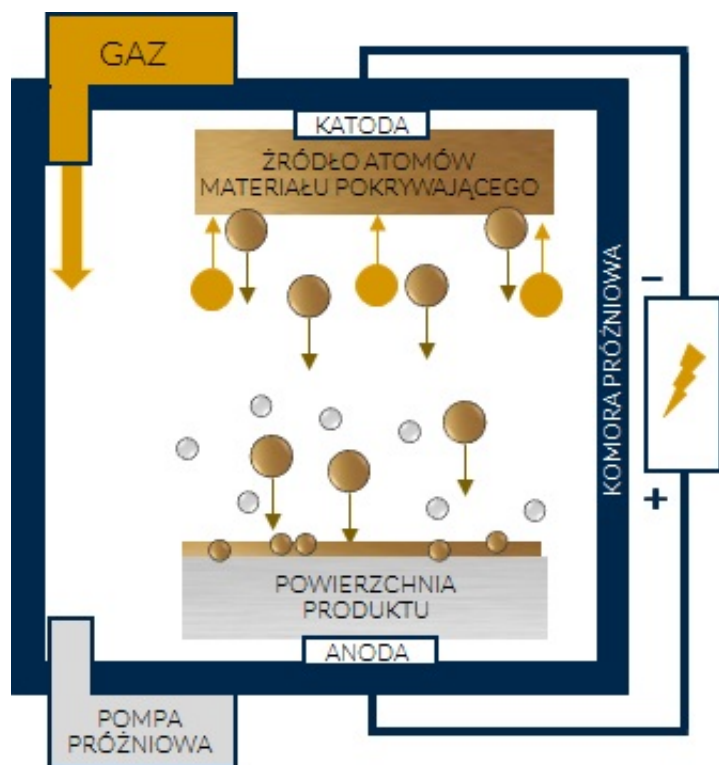 GAZ
KATODA
ŹRÓDŁO ATOMÓW
MATERIAŁU POKRYWAJĄCEGO
KOMORA PRÓŻNIOWA
–
+
POWIERZCHNIA
PRODUKTU
ANODA
POMPA
PRÓŻNIOWA